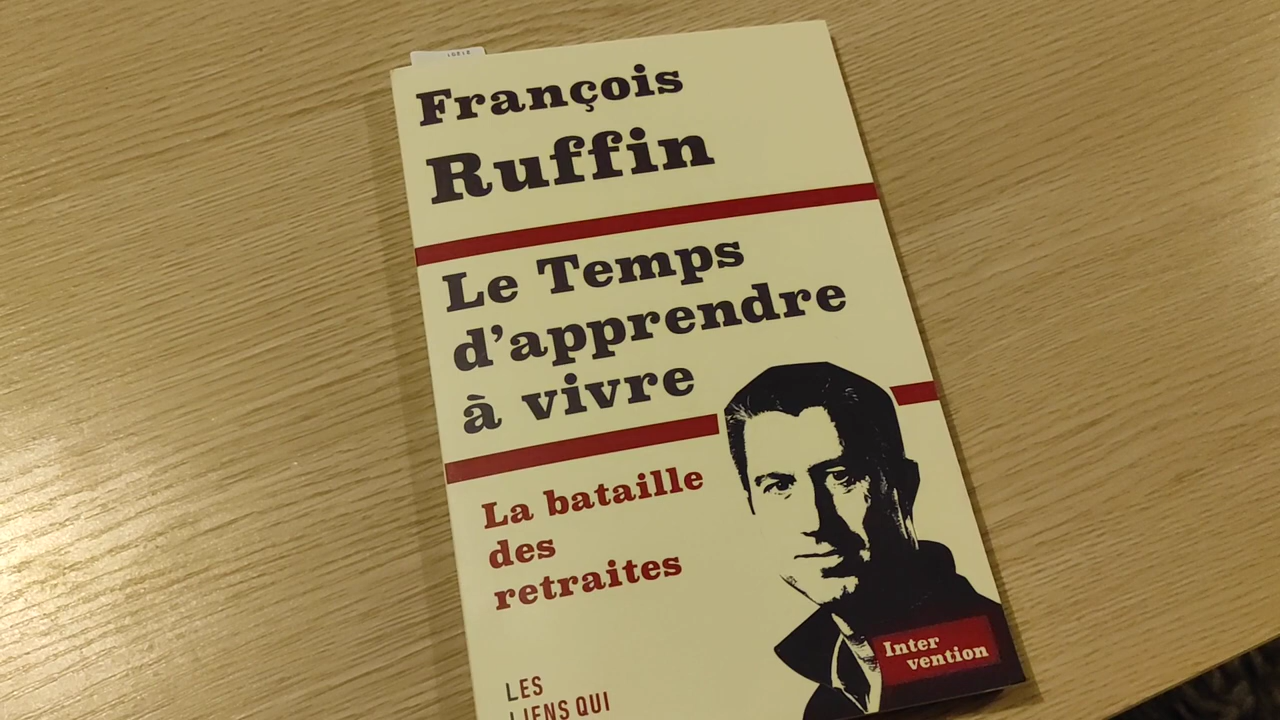 François
Ruffin
Le Temps
d'apprendre
à vivre
La bataille
des
retraites
Inter
vention
LES
LIENS QUI